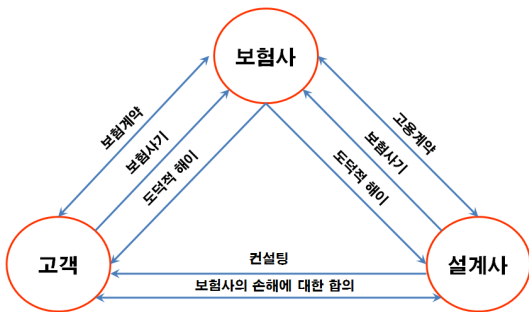 보험사
보험계약
보험사기
도덕적 해이
고용계약
보험사기
도덕적 해이
고객
컨설팅
설계사
보험사의 손해에 대한 합의